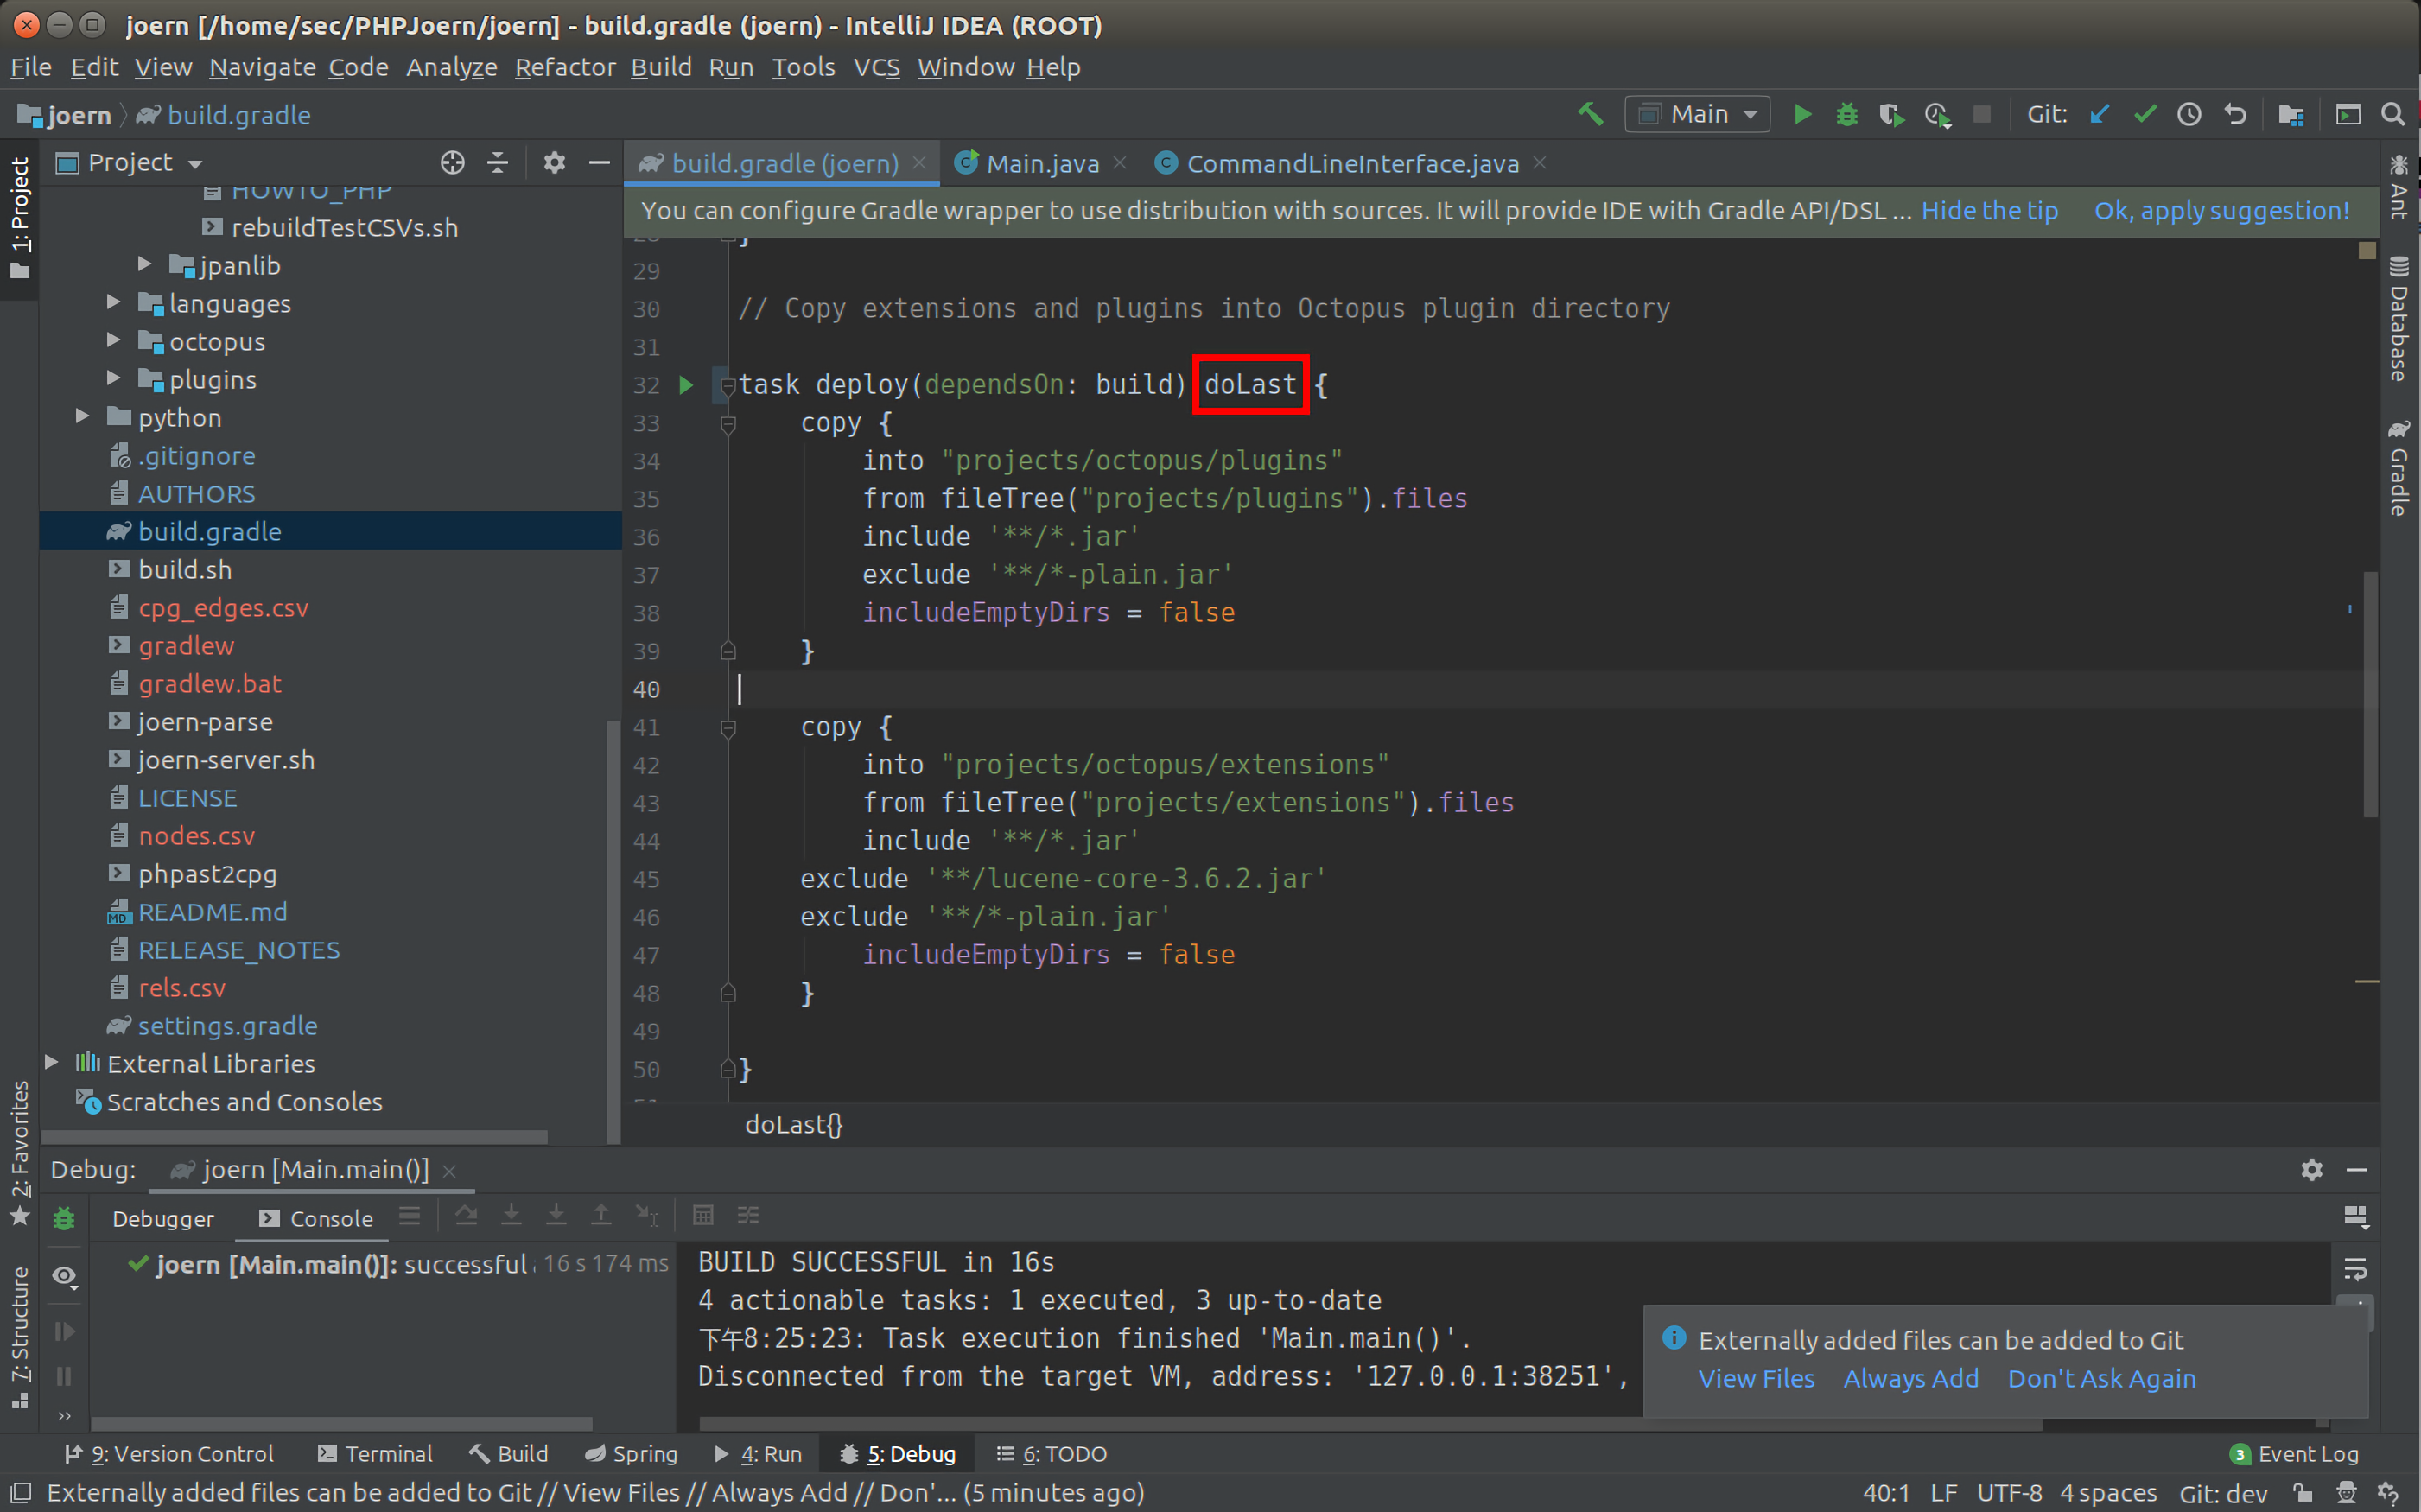 joern [/home/sec/PHPJoern/joern] - build.gradle (joern) - IntelliJ IDEA (ROOT)
File Edit View Navigate Code Analyze Refactor Build Run Tools VCS Window Help
joern build.gradle Main Git:
1: Project
Project
HOWTO_PHP
rebuildTestCSVs.sh
jpanlib
languages
octopus
plugins
python
.gitignore
AUTHORS
build.gradle
build.sh
cpg_edges.csv
gradlew
gradlew.bat
joern-parse
joern-server.sh
LICENSE
nodes.csv
phpast2cpg
README.md
RELEASE_NOTES
rels.csv
settings.gradle
External Libraries
Scratches and Consoles
build.gradle (joern) Main.java CommandLineInterface.java
You can configure Gradle wrapper to use distribution with sources. It will provide IDE with Gradle API/DSL ... Hide the tip Ok, apply suggestion!
28 }
29
30 // Copy extensions and plugins into Octopus plugin directory
31
32 task deploy(dependsOn: build) doLast {
33 copy {
34 into "projects/octopus/plugins"
35 from fileTree("projects/plugins").files
36 include '**/*.jar'
37 exclude '**/*-plain.jar'
38 includeEmptyDirs = false
39 }
40
41 copy {
42 into "projects/octopus/extensions"
43 from fileTree("projects/extensions").files
44 include '**/*.jar'
45 exclude '**/lucene-core-3.6.2.jar'
46 exclude '**/*-plain.jar'
47 includeEmptyDirs = false
48 }
49
50 }
doLast{}
Ant
Database
Gradle
2: Favorites
7: Structure
Debug: joern [Main.main()]
Debugger Console
joern [Main.main()]: successful 16 s 174 ms
BUILD SUCCESSFUL in 16s
4 actionable tasks: 1 executed, 3 up-to-date
下午8:25:23: Task execution finished 'Main.main()'.
Disconnected from the target VM, address: '127.0.0.1:38251',
Externally added files can be added to Git
View Files Always Add Don't Ask Again
9: Version Control Terminal Build Spring 4: Run 5: Debug 6: TODO 3 Event Log
Externally added files can be added to Git // View Files // Always Add // Don'... (5 minutes ago) 40:1 LF UTF-8 4 spaces Git: dev